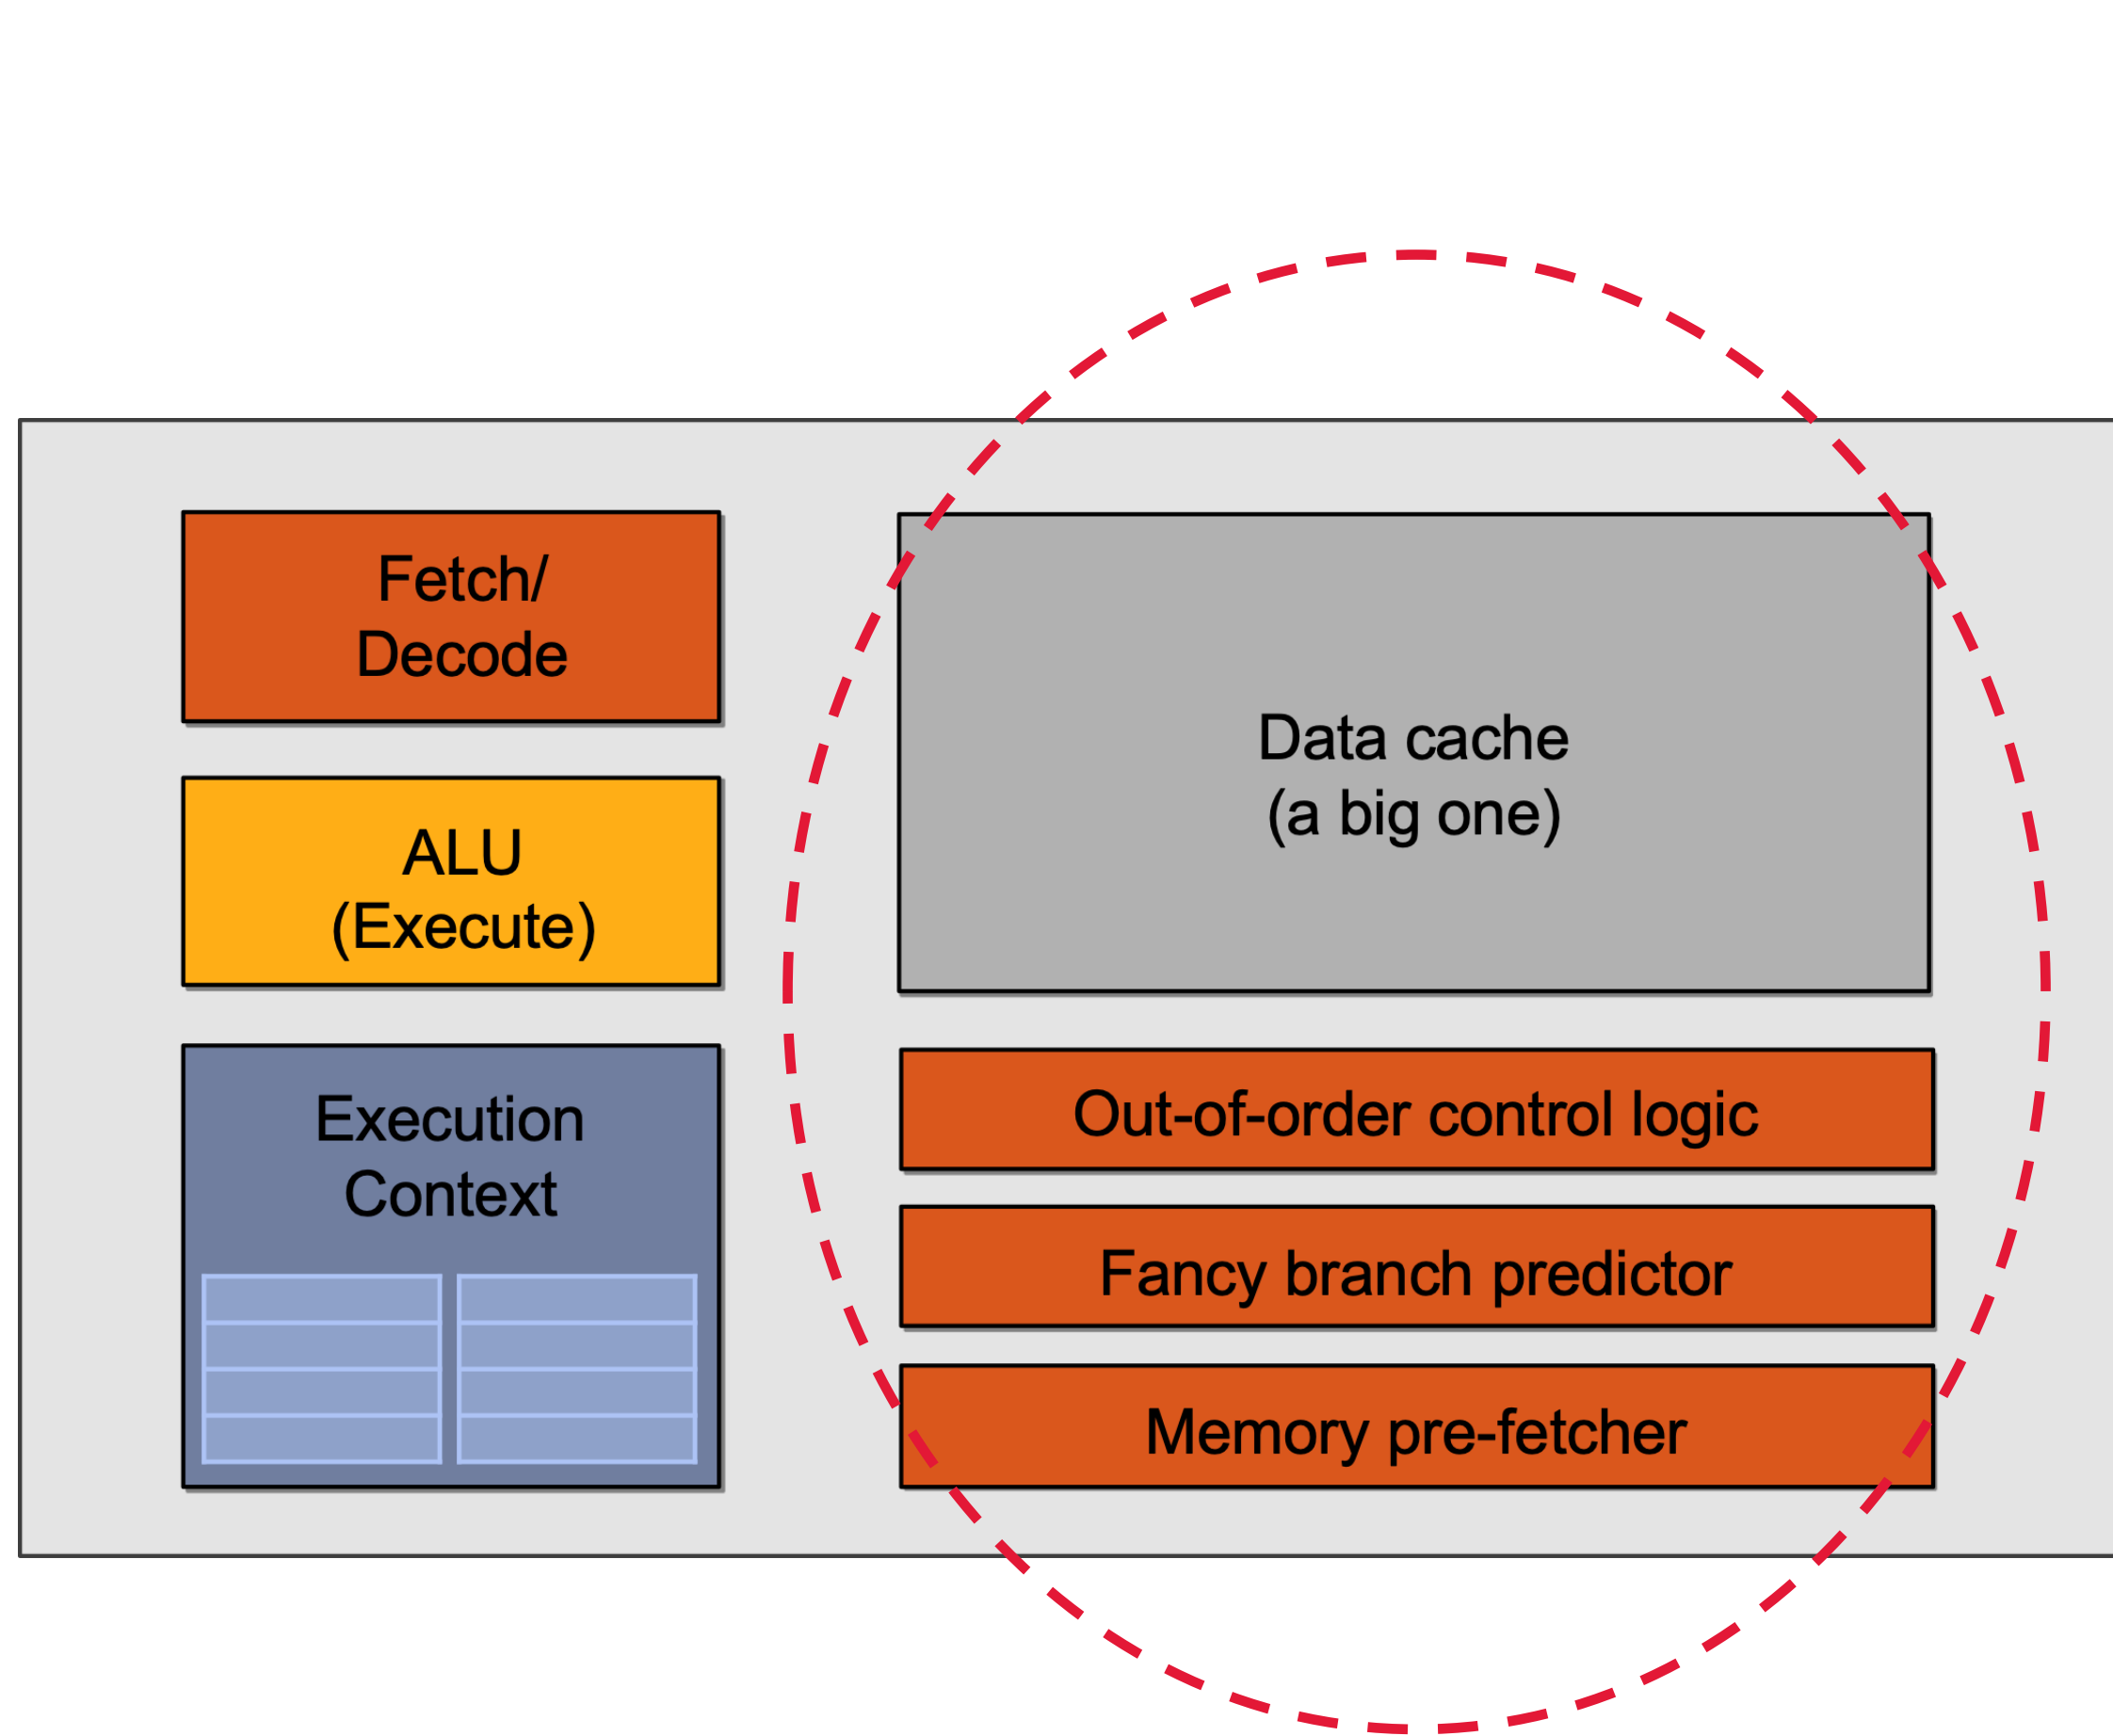 Fetch/
Decode
ALU
(Execute)
Execution
Context
Data cache
(a big one)
Out-of-order control logic
Fancy branch predictor
Memory pre-fetcher